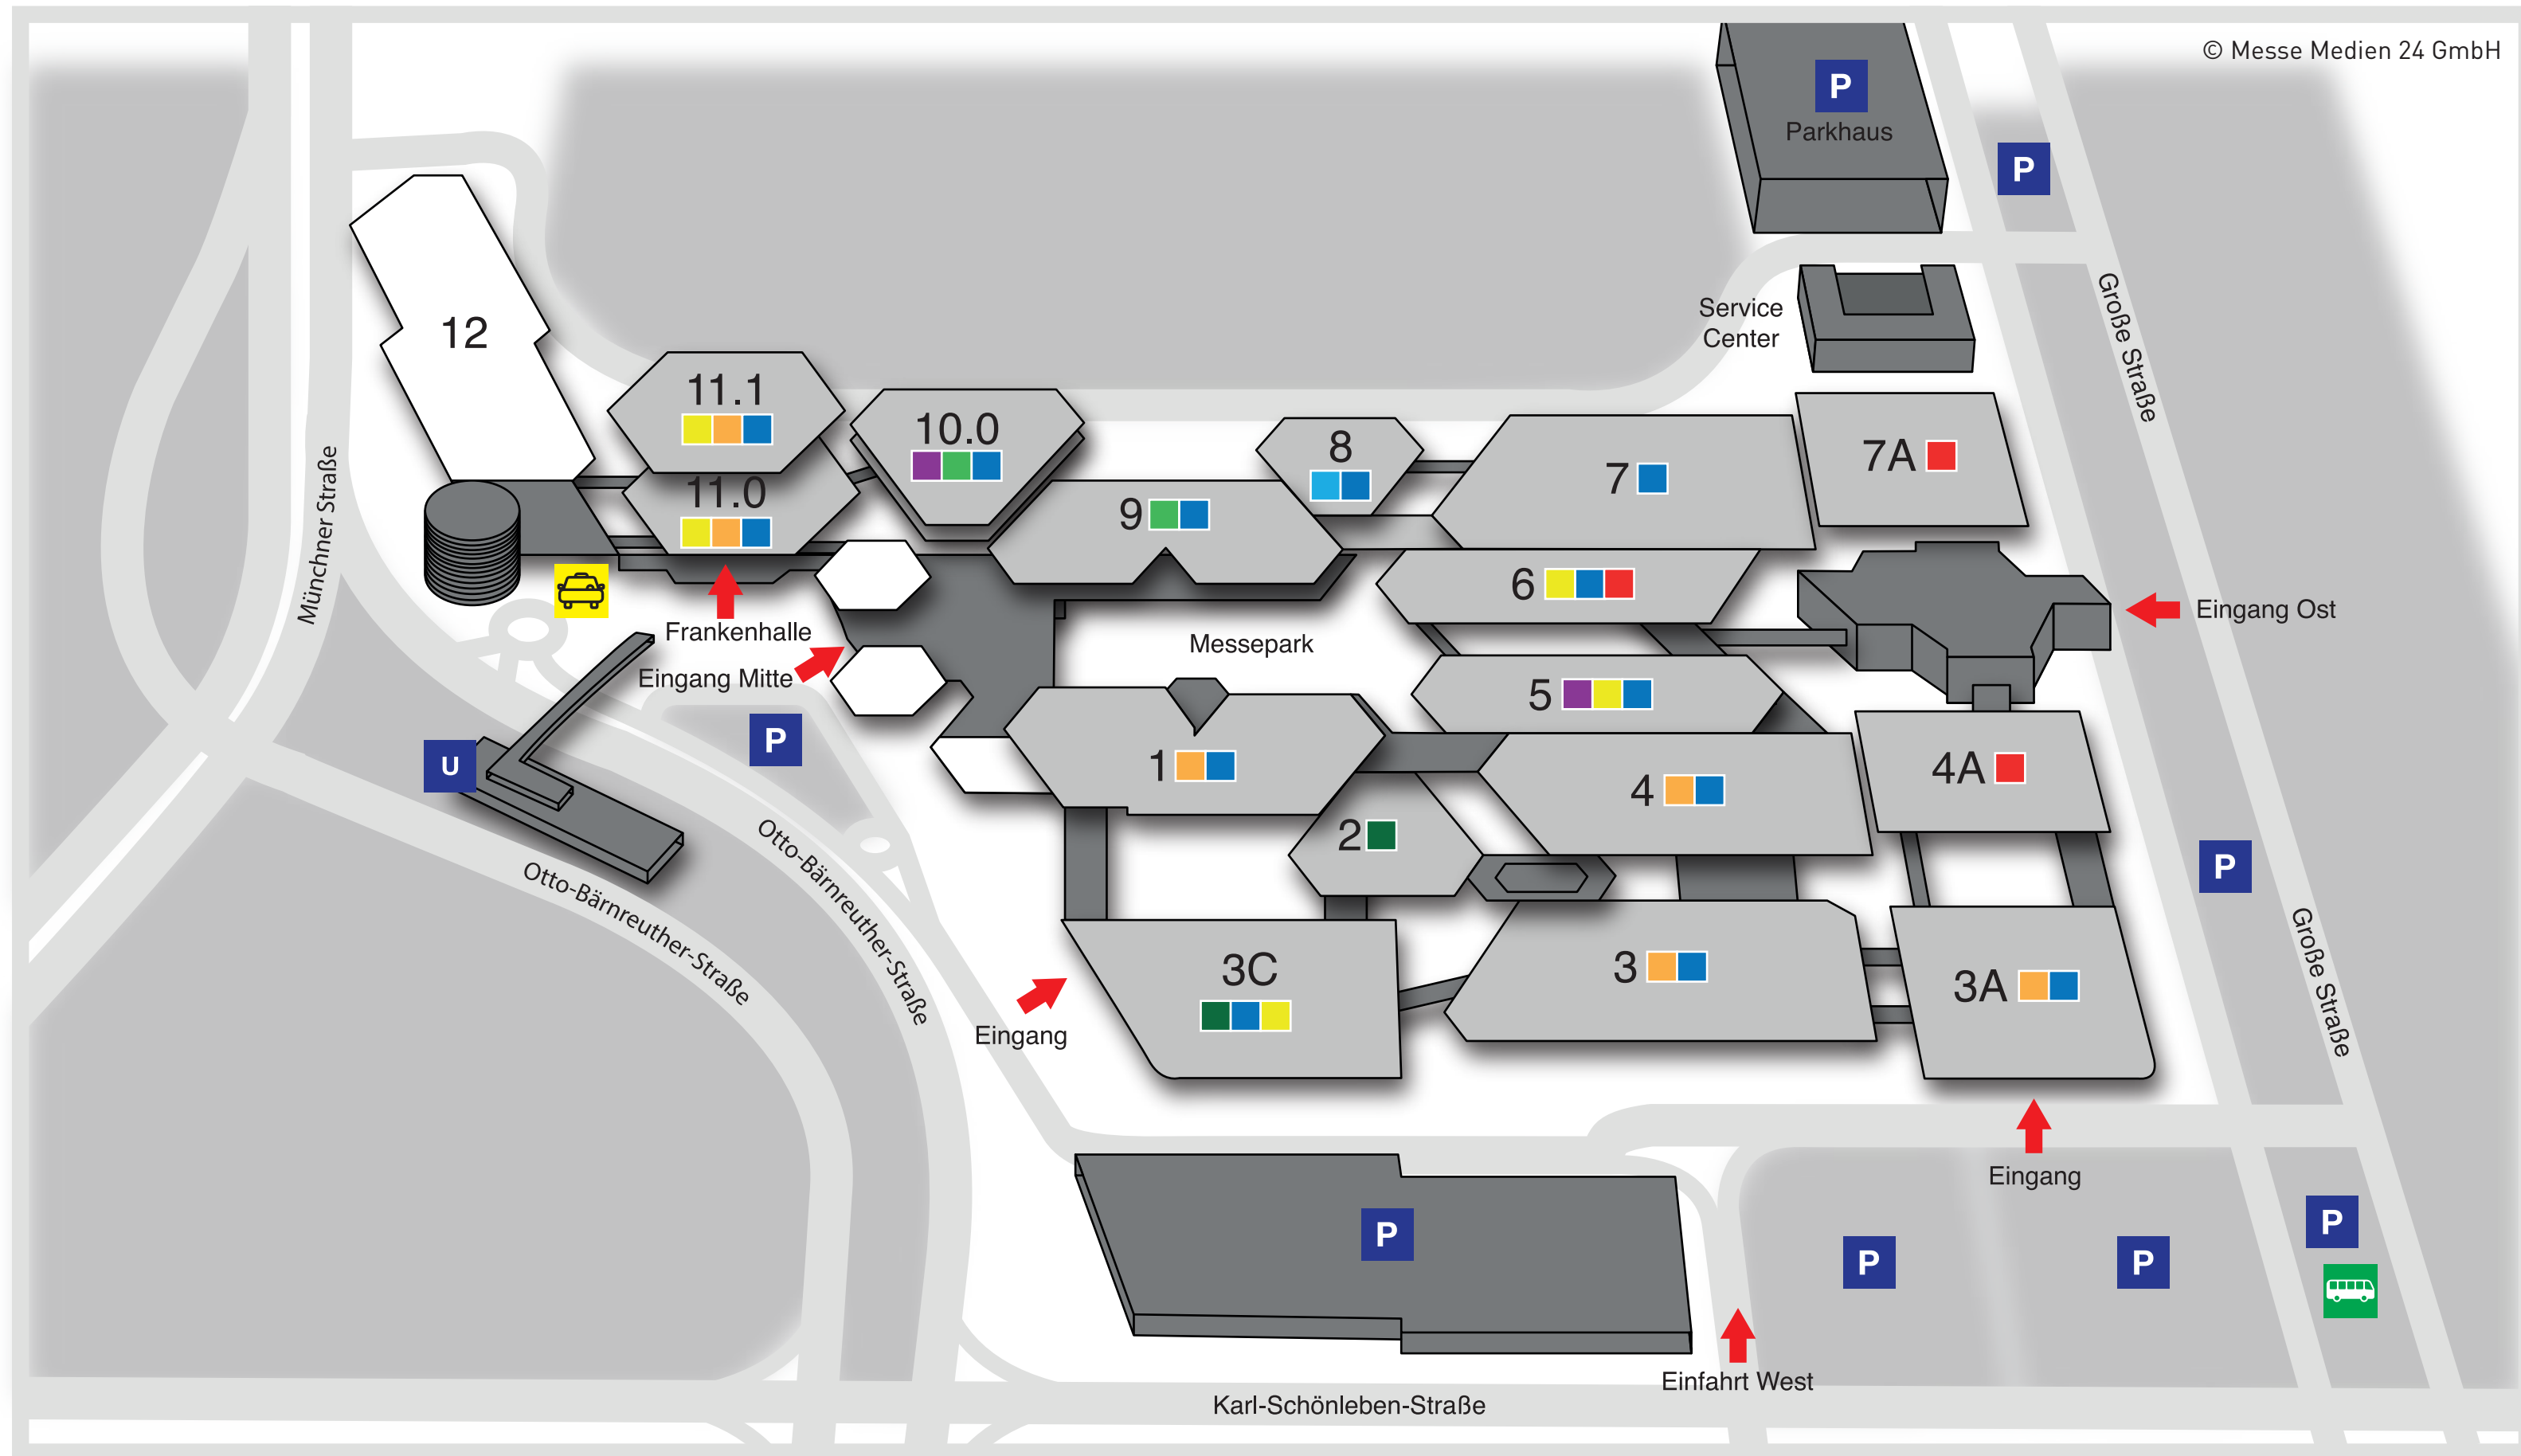 © Messe Medien 24 GmbH
P
Parkhaus
P
Große Straße
Service
Center
12
11.1
10.0
8
7
7A
11.0
9
6
Münchner Straße
Frankenhalle
Eingang Mitte
Messepark
Eingang Ost
5
P
U
1
4
4A
2
P
Otto-Bärnreuther-Straße
Otto-Bärnreuther-Straße
3C
3
3A
Große Straße
Eingang
Eingang
P
P
P
P
Einfahrt West
Karl-Schönleben-Straße